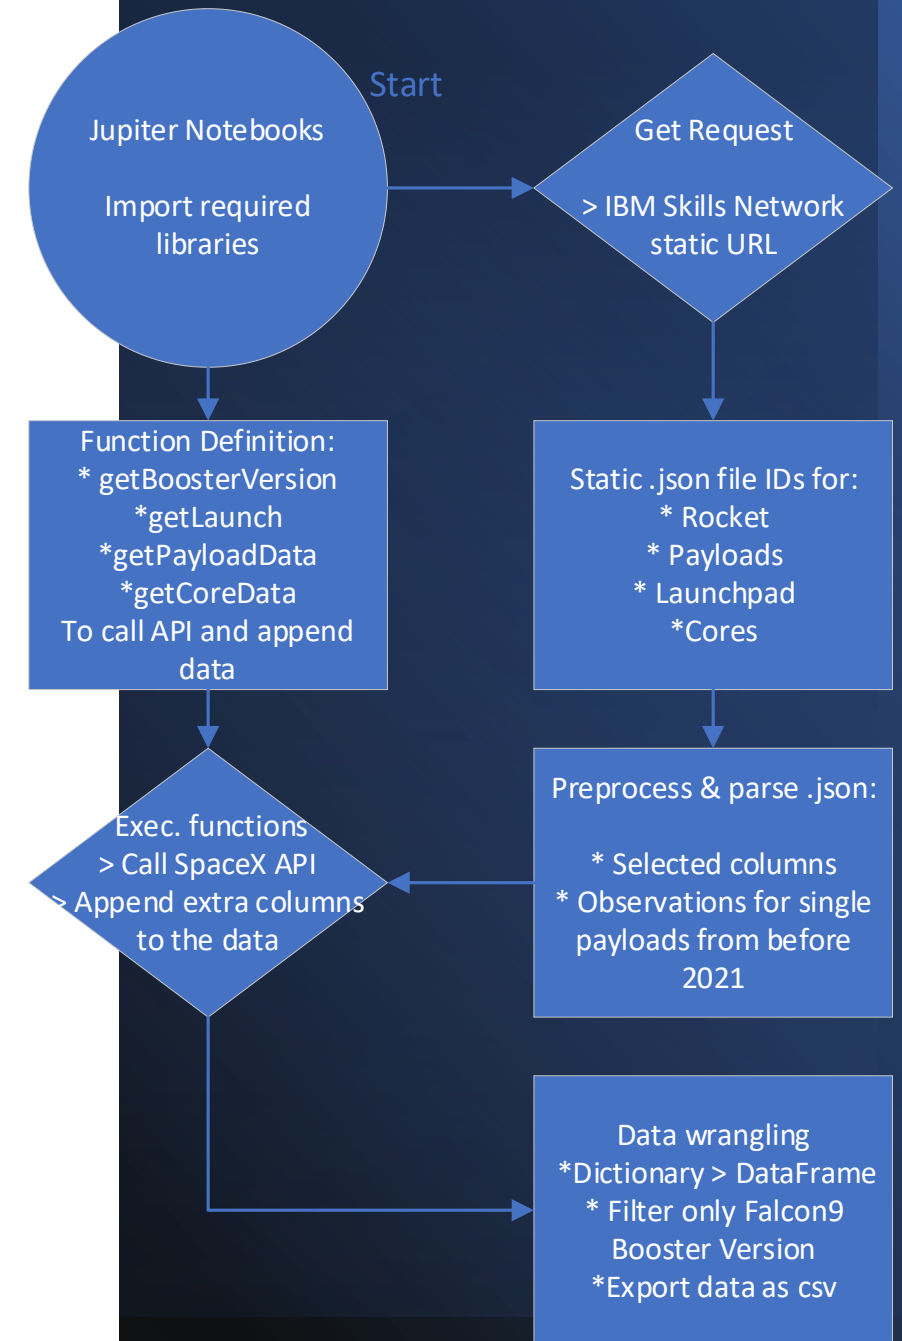 Start
Jupiter Notebooks
Import required
libraries
Get Request
> IBM Skills Network
static URL
Function Definition:
* getBoosterVersion
*getLaunch
*getPayloadData
*getCoreData
To call API and append
data
Static .json file IDs for:
* Rocket
* Payloads
* Launchpad
*Cores
Preprocess & parse .json:
* Selected columns
* Observations for single
payloads from before
2021
Exec. functions
> Call SpaceX API
> Append extra columns
to the data
Data wrangling
*Dictionary > DataFrame
* Filter only Falcon9
Booster Version
*Export data as csv